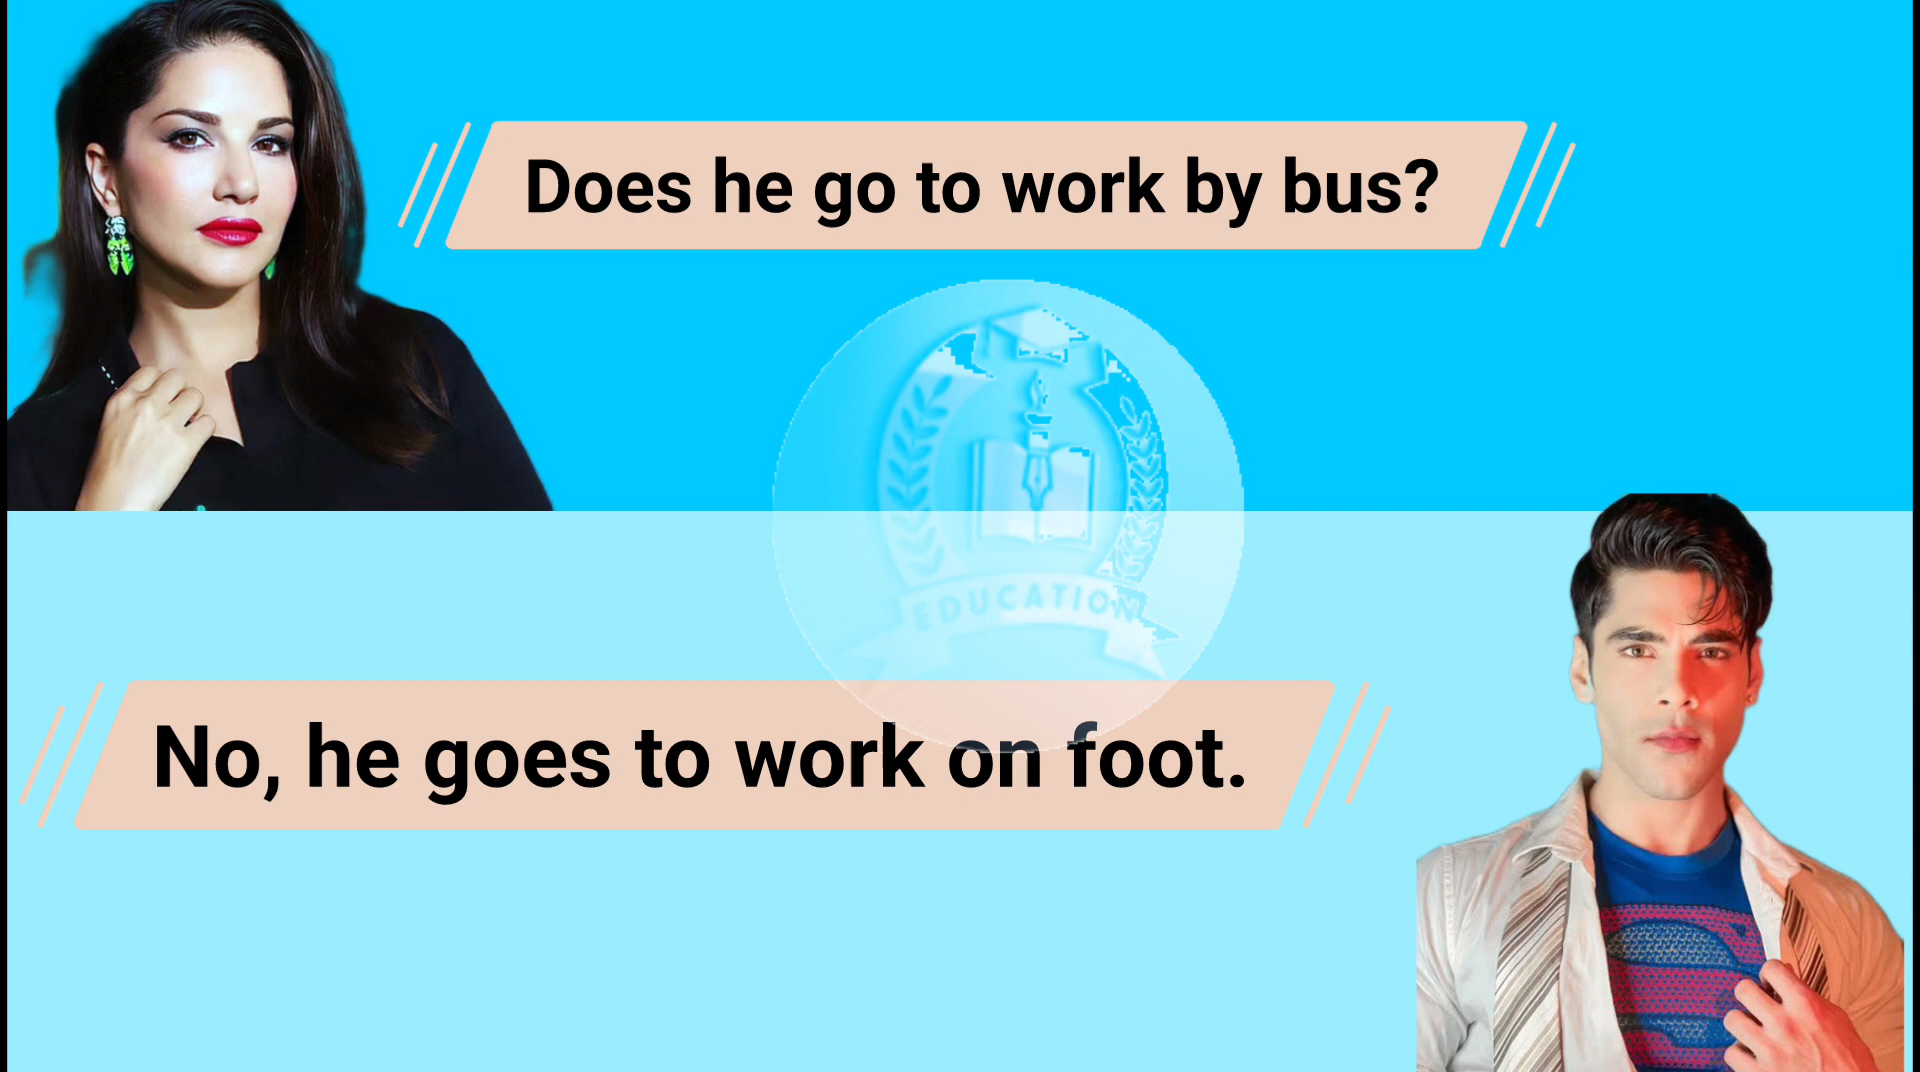 Does he go to work by bus?
EDUCATION
No, he goes to work on foot.